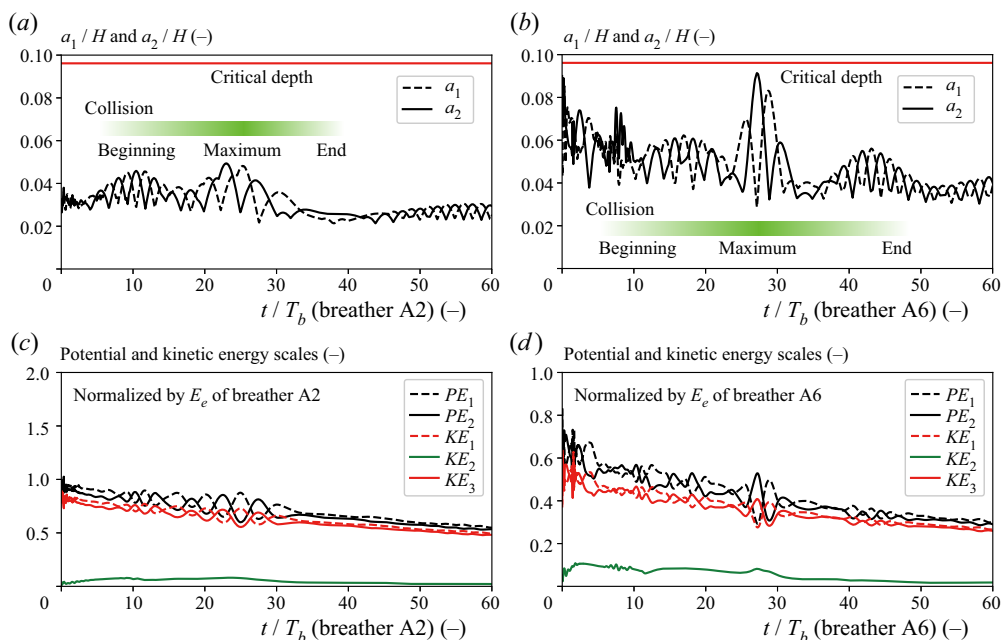 (a)
a1 / H and a2 / H (–)
0.10
0.08
0.06
0.04
0.02
0
10
20
30
40
50
60
Critical depth
a1
a2
Collision
Beginning Maximum End
t / Tb (breather A2) (–)
(b)
a1 / H and a2 / H (–)
0.10
0.08
0.06
0.04
0.02
0
10
20
30
40
50
60
Critical depth
a1
a2
Collision
Beginning Maximum End
t / Tb (breather A6) (–)
(c)
Potential and kinetic energy scales (–)
2.0
1.5
1.0
0.5
0
10
20
30
40
50
60
Normalized by Ee of breather A2
PE1
PE2
KE1
KE2
KE3
t / Tb (breather A2) (–)
(d)
Potential and kinetic energy scales (–)
1.0
0.8
0.6
0.4
0.2
0
10
20
30
40
50
60
Normalized by Ee of breather A6
PE1
PE2
KE1
KE2
KE3
t / Tb (breather A6) (–)